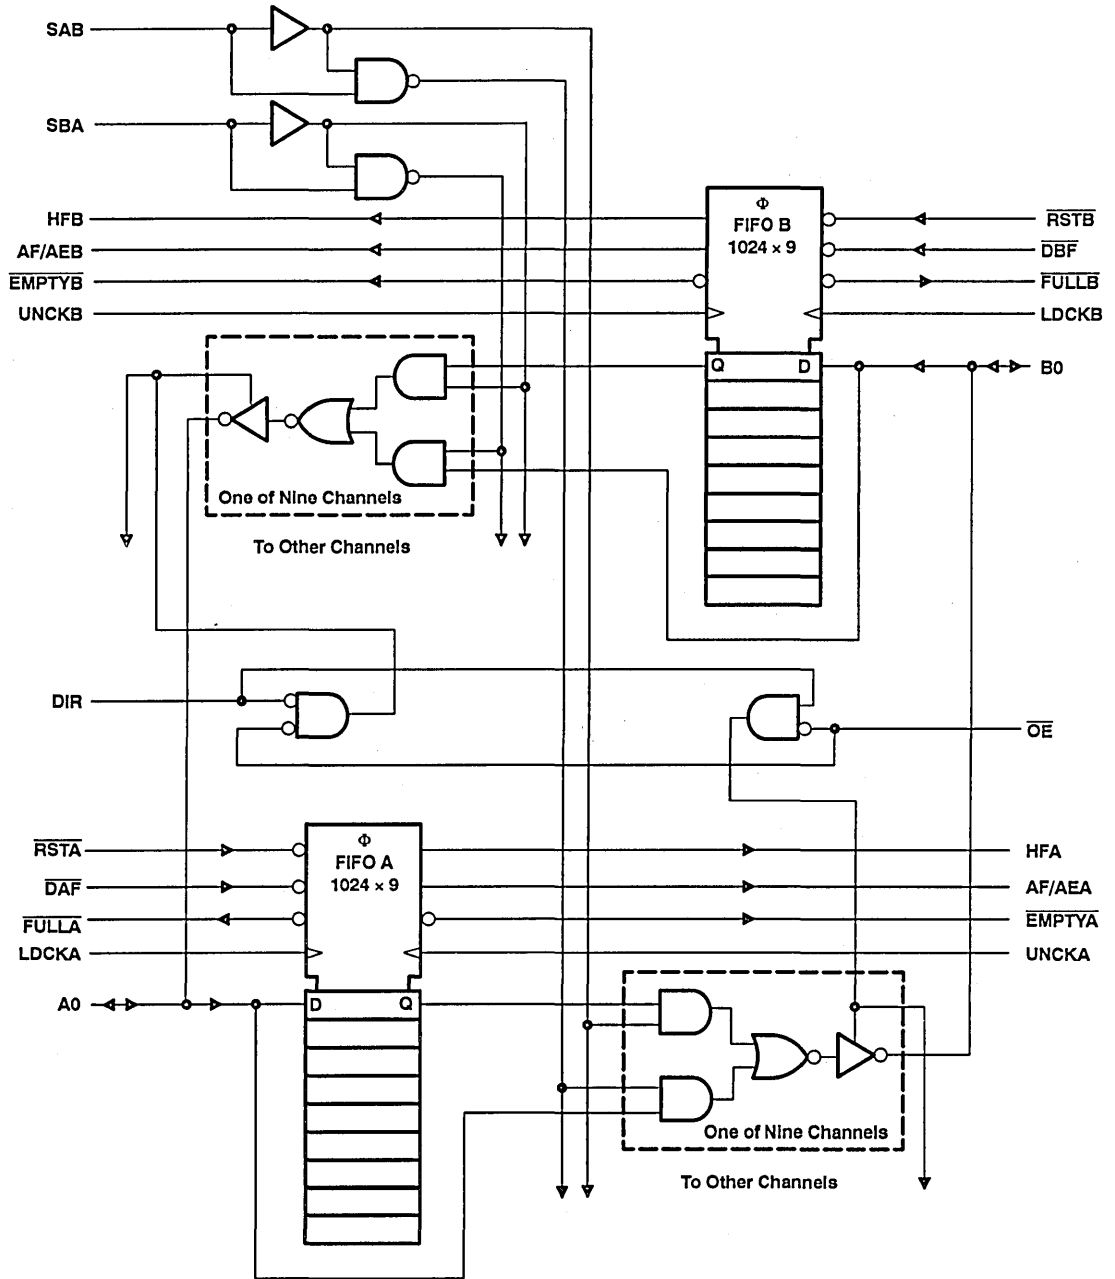 SAB
SBA
HFB
AF/AEB
EMPTYB
UNCKB
Φ
FIFO B
1024 × 9
RSTB
DBF
FULLB
LDCKB
Q D
B0
One of Nine Channels
To Other Channels
DIR
OE
RSTA
DAF
FULLA
LDCKA
A0
Φ
FIFO A
1024 × 9
D Q
HFA
AF/AEA
EMPTYA
UNCKA
One of Nine Channels
To Other Channels